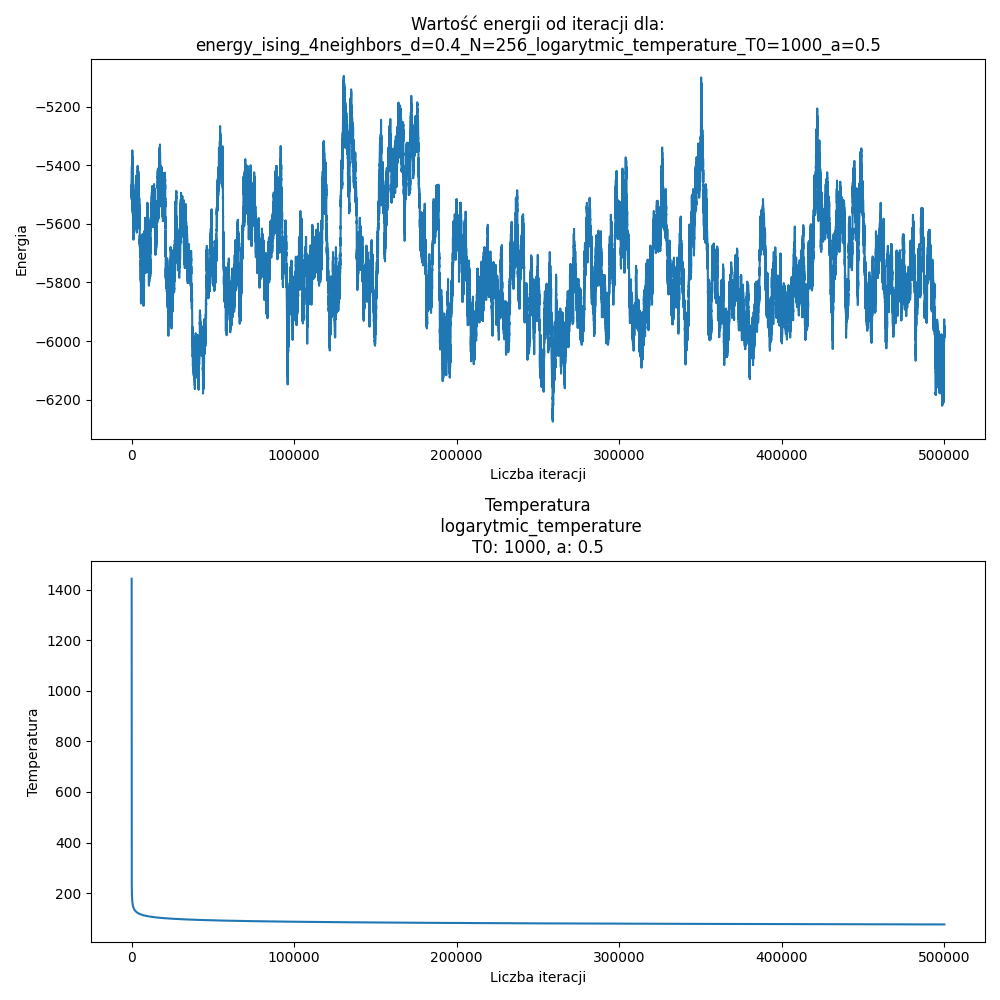 Wartość energii od iteracji dla:
energy_ising_4neighbors_d=0.4_N=256_logarytmic_temperature_T0=1000_a=0.5
−5200
−5400
−5600
−5800
−6000
−6200
Energia
0 100000 200000 300000 400000 500000
Liczba iteracji
Temperatura
logarytmic_temperature
T0: 1000, a: 0.5
1400
1200
1000
800
600
400
200
Temperatura
0 100000 200000 300000 400000 500000
Liczba iteracji